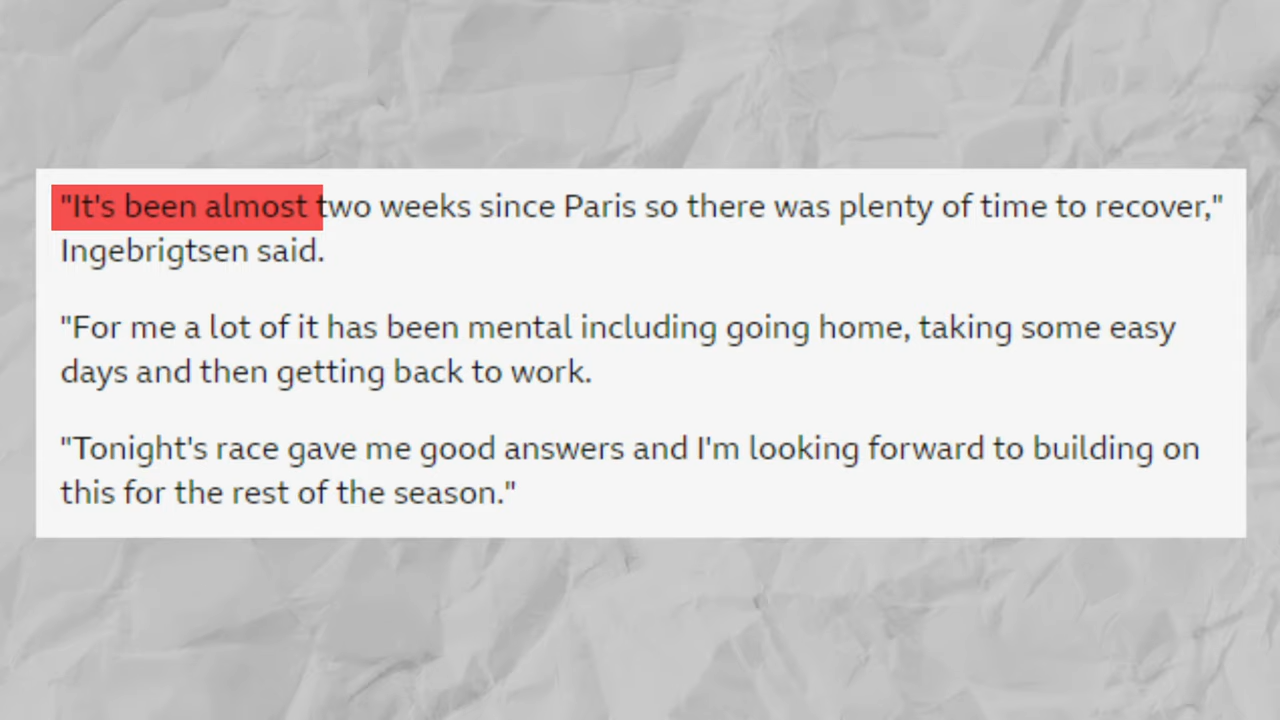 "It's been almost two weeks since Paris so there was plenty of time to recover,"
Ingebrigtsen said.
"For me a lot of it has been mental including going home, taking some easy
days and then getting back to work.
"Tonight's race gave me good answers and I'm looking forward to building on
this for the rest of the season."